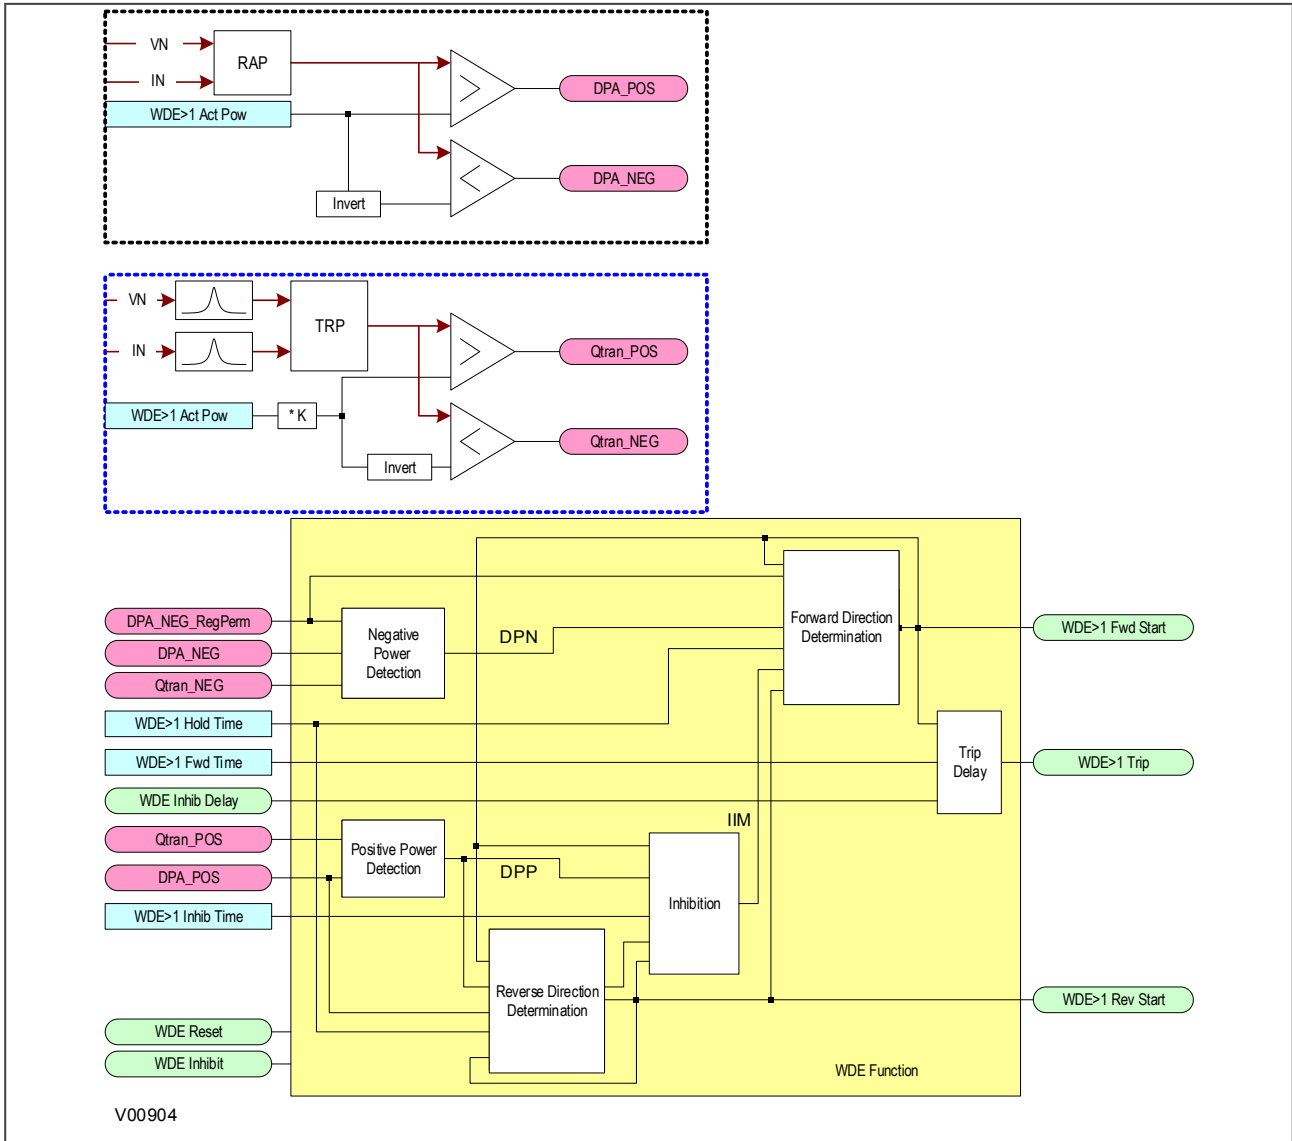 VN
RAP
IN
WDE>1 Act Pow
>
DPA_POS
<
DPA_NEG
Invert
VN
TRP
IN
>
Qtran_POS
WDE>1 Act Pow
* K
<
Qtran_NEG
Invert
DPA_NEG_RegPerm
DPA_NEG
Qtran_NEG
Negative
Power
Detection
DPN
Forward Direction
Determination
WDE>1 Fwd Start
WDE>1 Hold Time
WDE>1 Fwd Time
WDE Inhib Delay
Trip
Delay
WDE>1 Trip
Qtran_POS
DPA_POS
Positive Power
Detection
DPP
IIM
WDE>1 Inhib Time
Inhibition
Reverse Direction
Determination
WDE>1 Rev Start
WDE Reset
WDE Inhibit
WDE Function
V00904